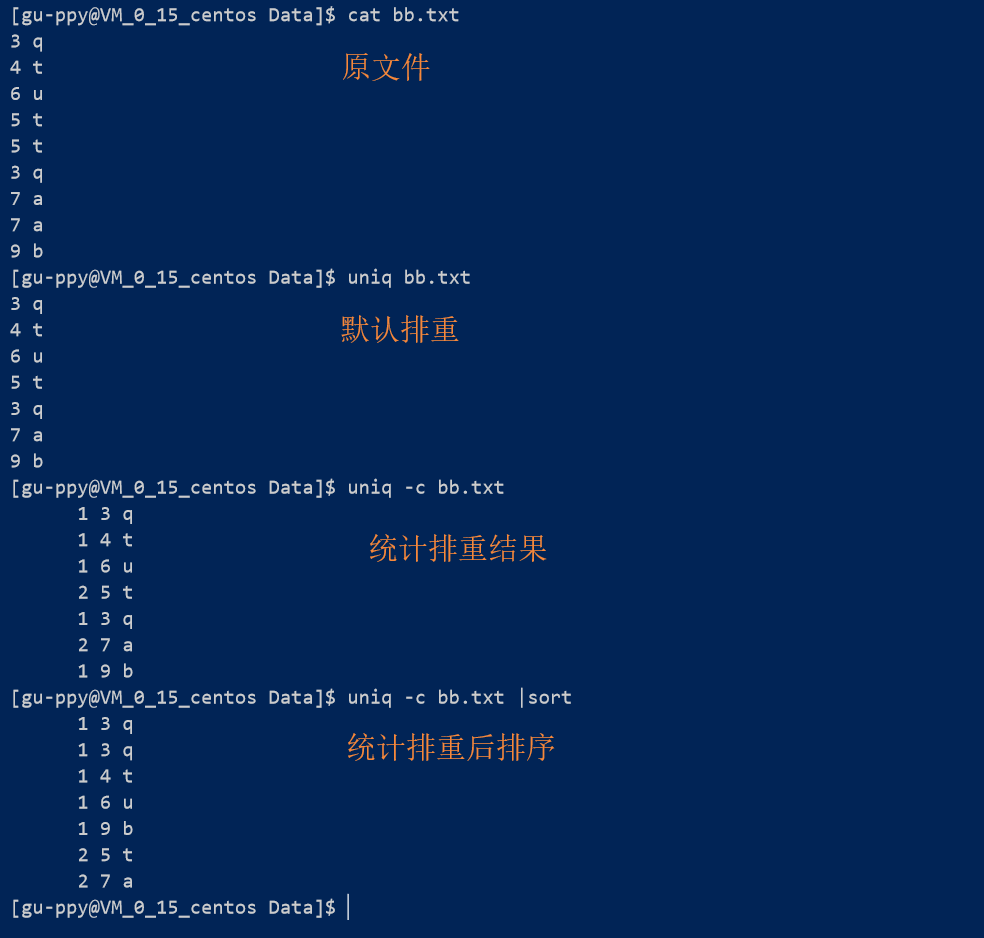 [gu-ppy@VM_0_15_centos Data]$ cat bb.txt
3 q
原文件
4 t
6 u
5 t
5 t
3 q
7 a
7 a
9 b
[gu-ppy@VM_0_15_centos Data]$ uniq bb.txt
3 q
4 t
默认排重
6 u
5 t
3 q
7 a
9 b
[gu-ppy@VM_0_15_centos Data]$ uniq -c bb.txt
1 3 q
1 4 t
统计排重结果
1 6 u
2 5 t
1 3 q
2 7 a
1 9 b
[gu-ppy@VM_0_15_centos Data]$ uniq -c bb.txt |sort
1 3 q
1 3 q
统计排重后排序
1 4 t
1 6 u
1 9 b
2 5 t
2 7 a
[gu-ppy@VM_0_15_centos Data]$